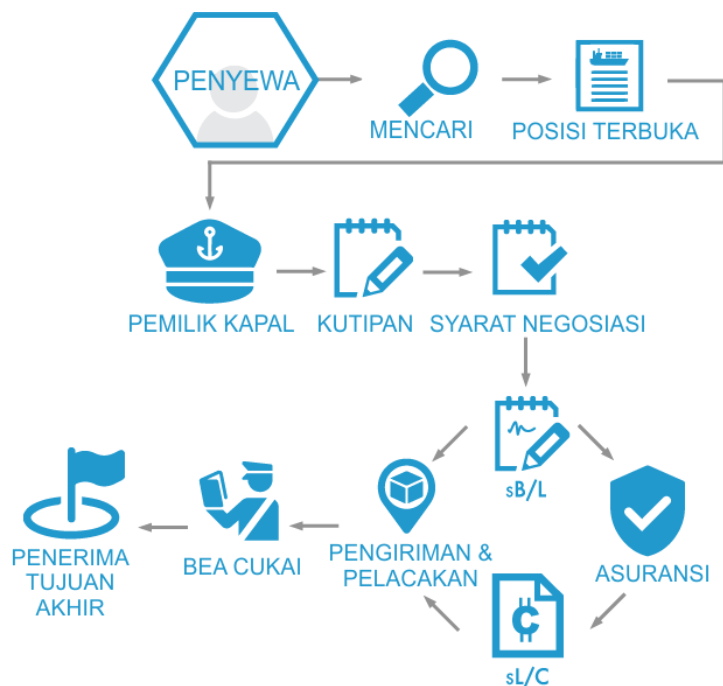 PENYEWA
MENCARI
POSISI TERBUKA
PEMILIK KAPAL
KUTIPAN
SYARAT NEGOSIASI
sB/L
PENGIRIMAN &
PELACAKAN
ASURANSI
BEA CUKAI
PENERIMA
TUJUAN
AKHIR
sL/C